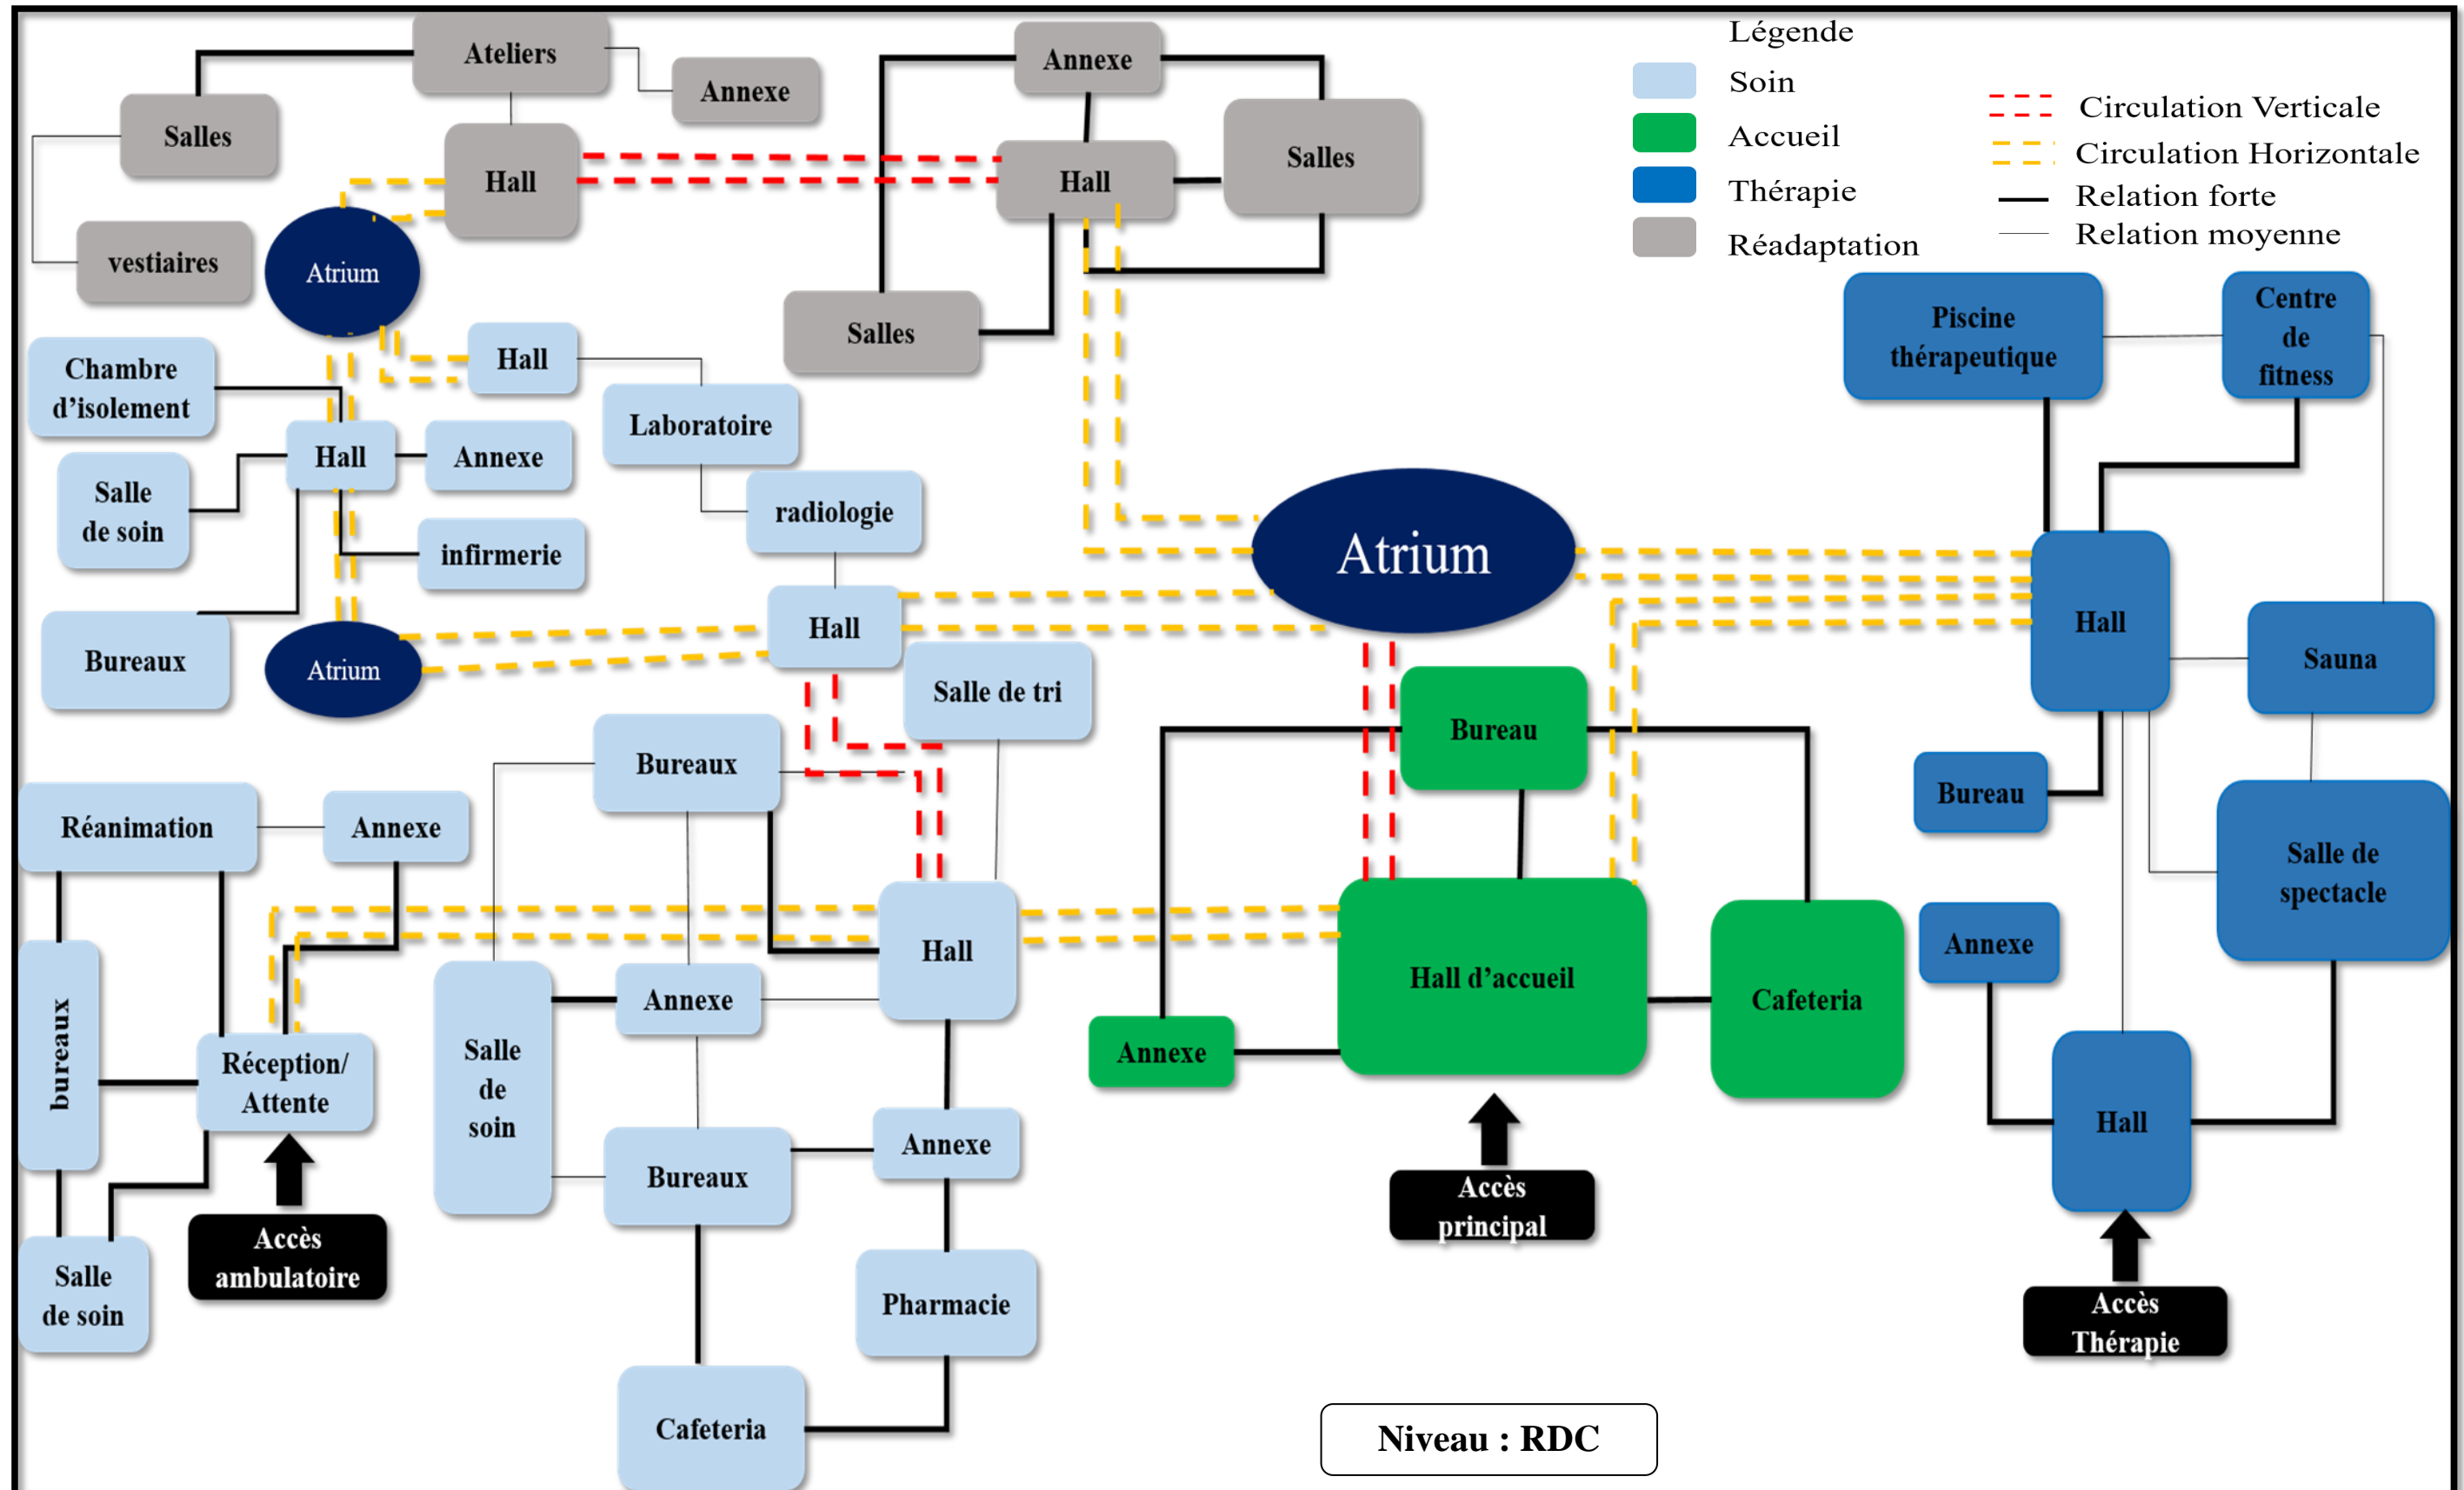 Légende
Soin
Accueil
Thérapie
Réadaptation
Circulation Verticale
Circulation Horizontale
Relation forte
Relation moyenne
Ateliers
Annexe
Salles
Hall
vestiaires
Atrium
Annexe
Salles
Hall
Salles
Chambre
d’isolement
Hall
Hall
Annexe
Laboratoire
Salle
de soin
radiologie
infirmerie
Bureaux
Atrium
Hall
Salle de tri
Atrium
Piscine
thérapeutique
Centre
de
fitness
Hall
Sauna
Bureau
Salle de
spectacle
Annexe
Hall
Accès
Thérapie
Bureau
Hall d’accueil
Cafeteria
Annexe
Accès
principal
Bureaux
Réanimation
Annexe
Hall
bureaux
Réception/
Attente
Salle
de
soin
Annexe
Bureaux
Annexe
Accès
ambulatoire
Salle
de soin
Pharmacie
Cafeteria
Niveau : RDC